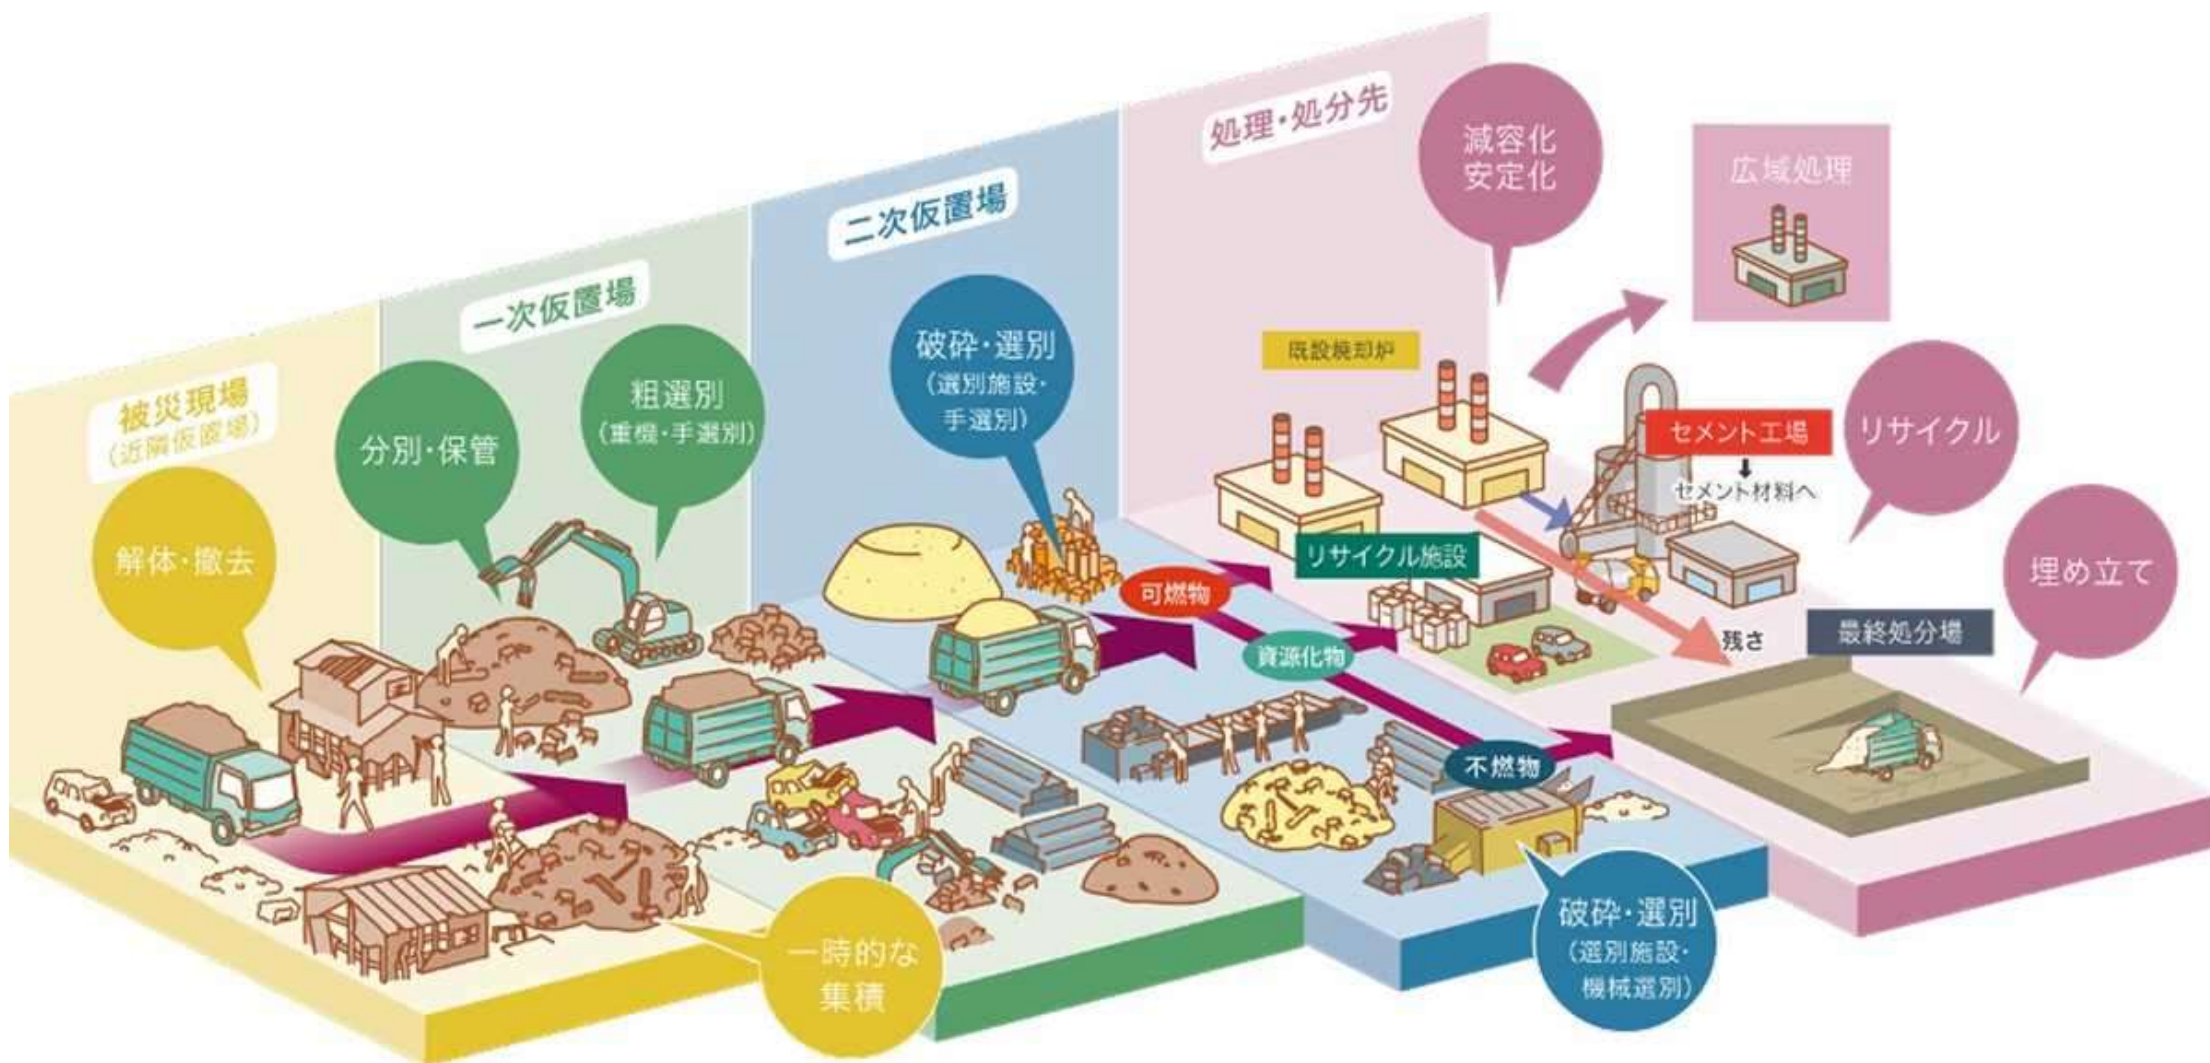 被災現場
(近隣仮置場)
解体・撤去
一時的な
集積
一次仮置場
分別・保管
粗選別
(重機・手選別)
二次仮置場
破砕・選別
(選別施設・
手選別)
破砕・選別
(選別施設・
機械選別)
可燃物
資源化物
不燃物
処理・処分先
減容化
安定化
広域処理
既設焼却炉
セメント工場
セメント材料へ
リサイクル
リサイクル施設
残さ
最終処分場
埋め立て